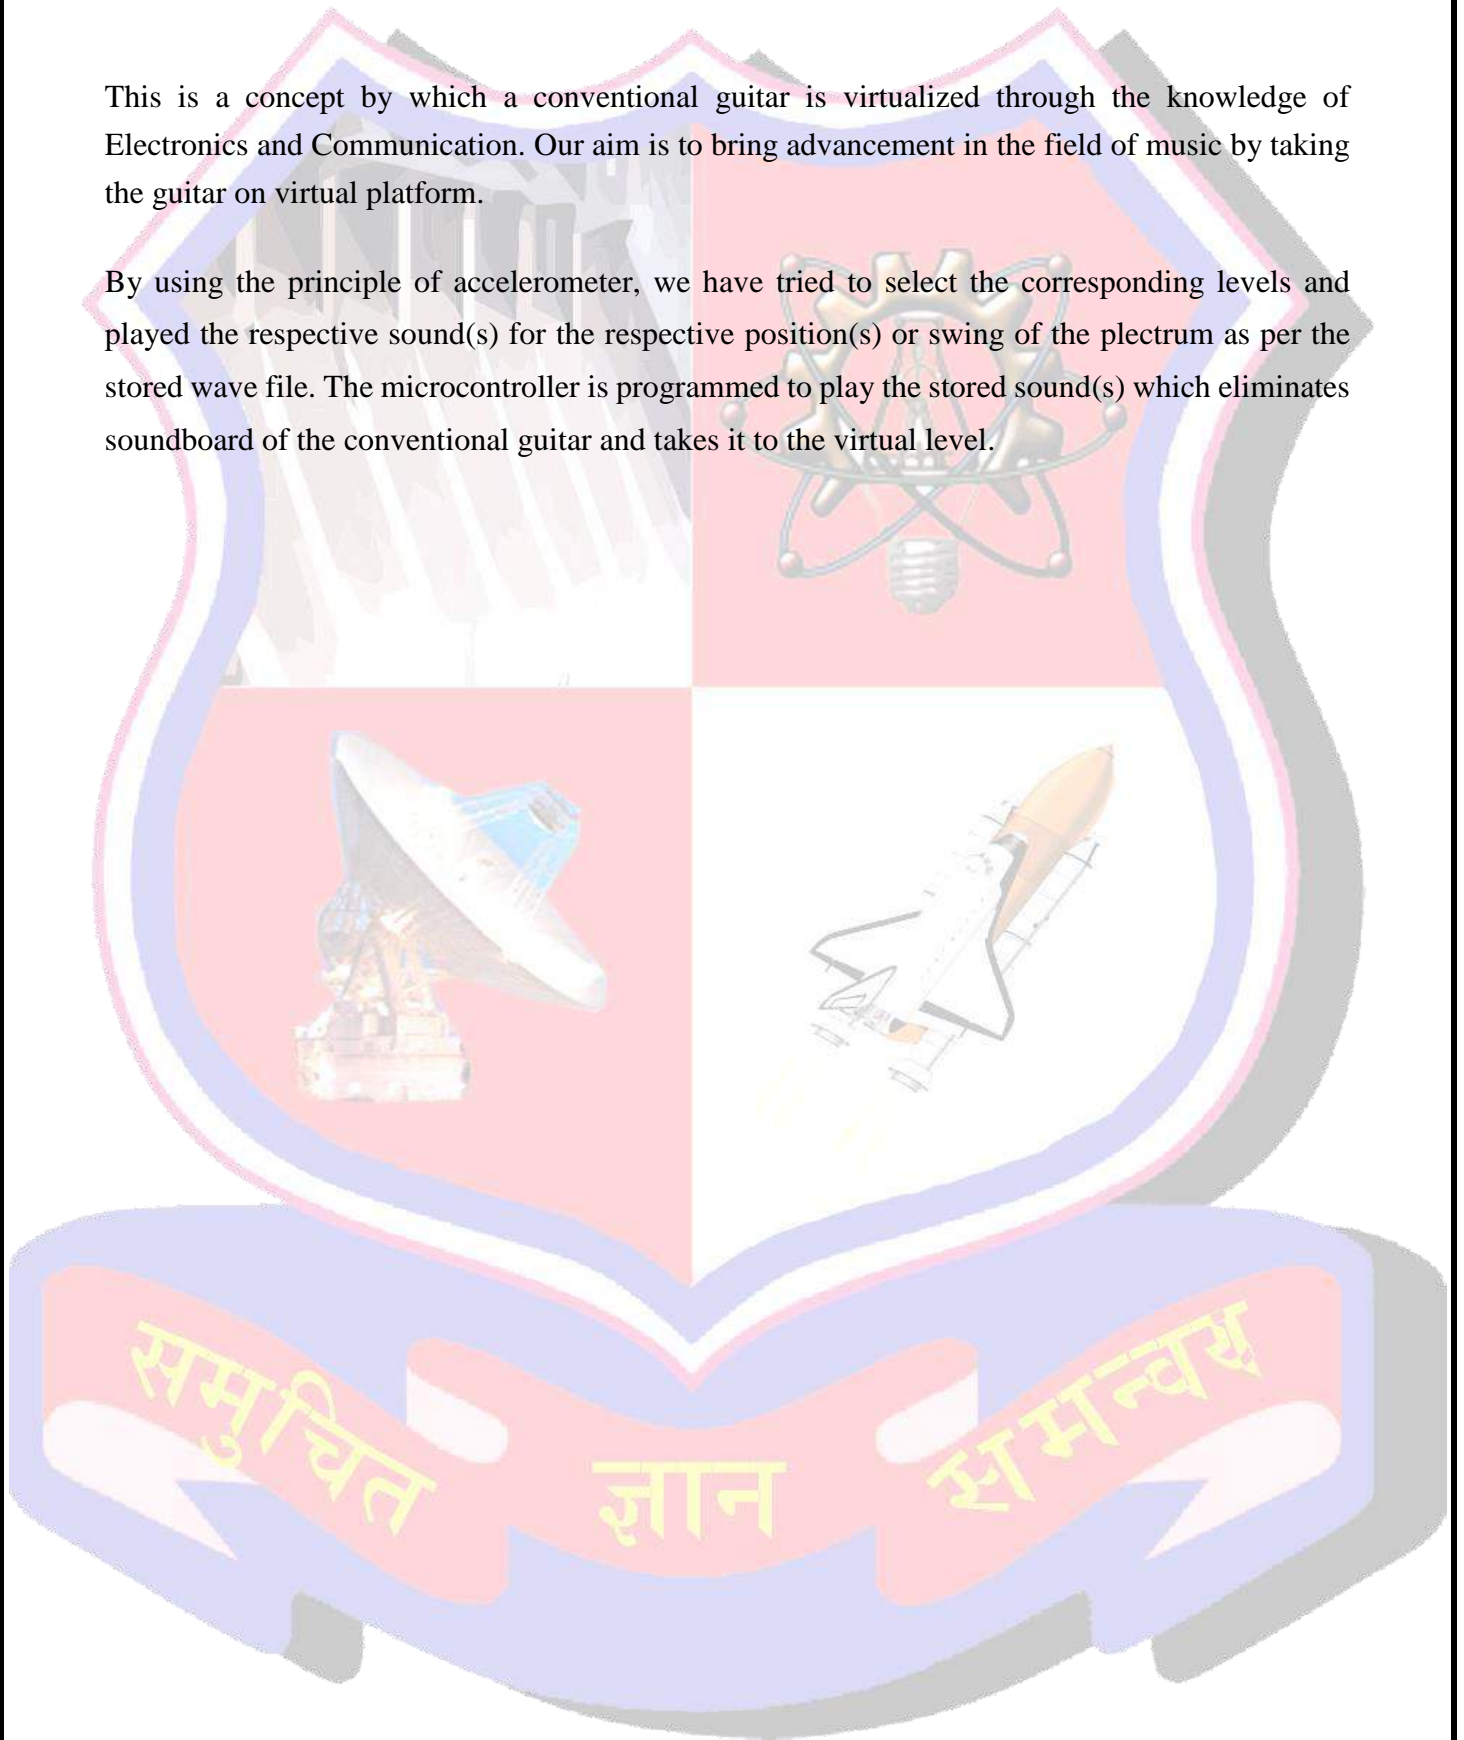 This is a concept by which a conventional guitar is virtualized through the knowledge of
Electronics and Communication. Our aim is to bring advancement in the field of music by taking
the guitar on virtual platform.
By using the principle of accelerometer, we have tried to select the corresponding levels and
played the respective sound(s) for the respective position(s) or swing of the plectrum as per the
stored wave file. The microcontroller is programmed to play the stored sound(s) which eliminates
soundboard of the conventional guitar and takes it to the virtual level.
समुचित ज्ञान समन्वय